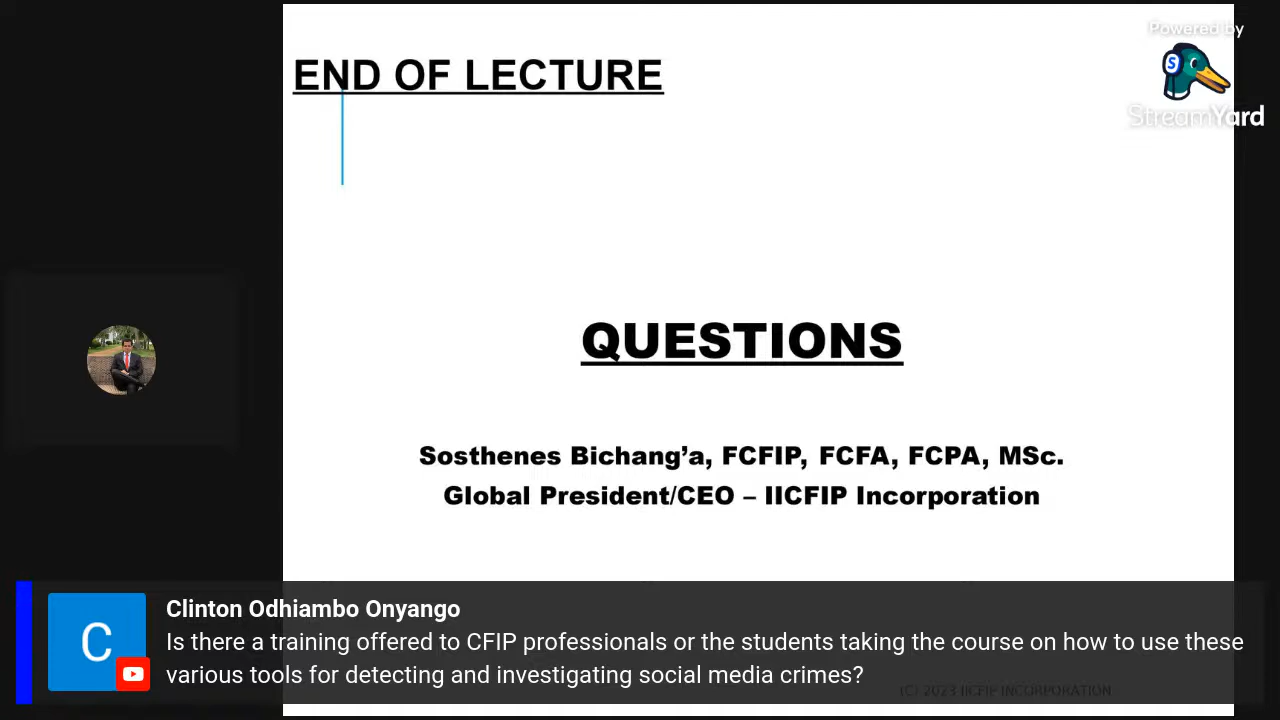 Powered by
S
StreamYard
END OF LECTURE
QUESTIONS
Sosthenes Bichang’a, FCFIP, FCFA, FCPA, MSc.
Global President/CEO – IICFIP Incorporation
C
Clinton Odhiambo Onyango
Is there a training offered to CFIP professionals or the students taking the course on how to use these
various tools for detecting and investigating social media crimes?
(C) 2023 IICFIP INCORPORATION